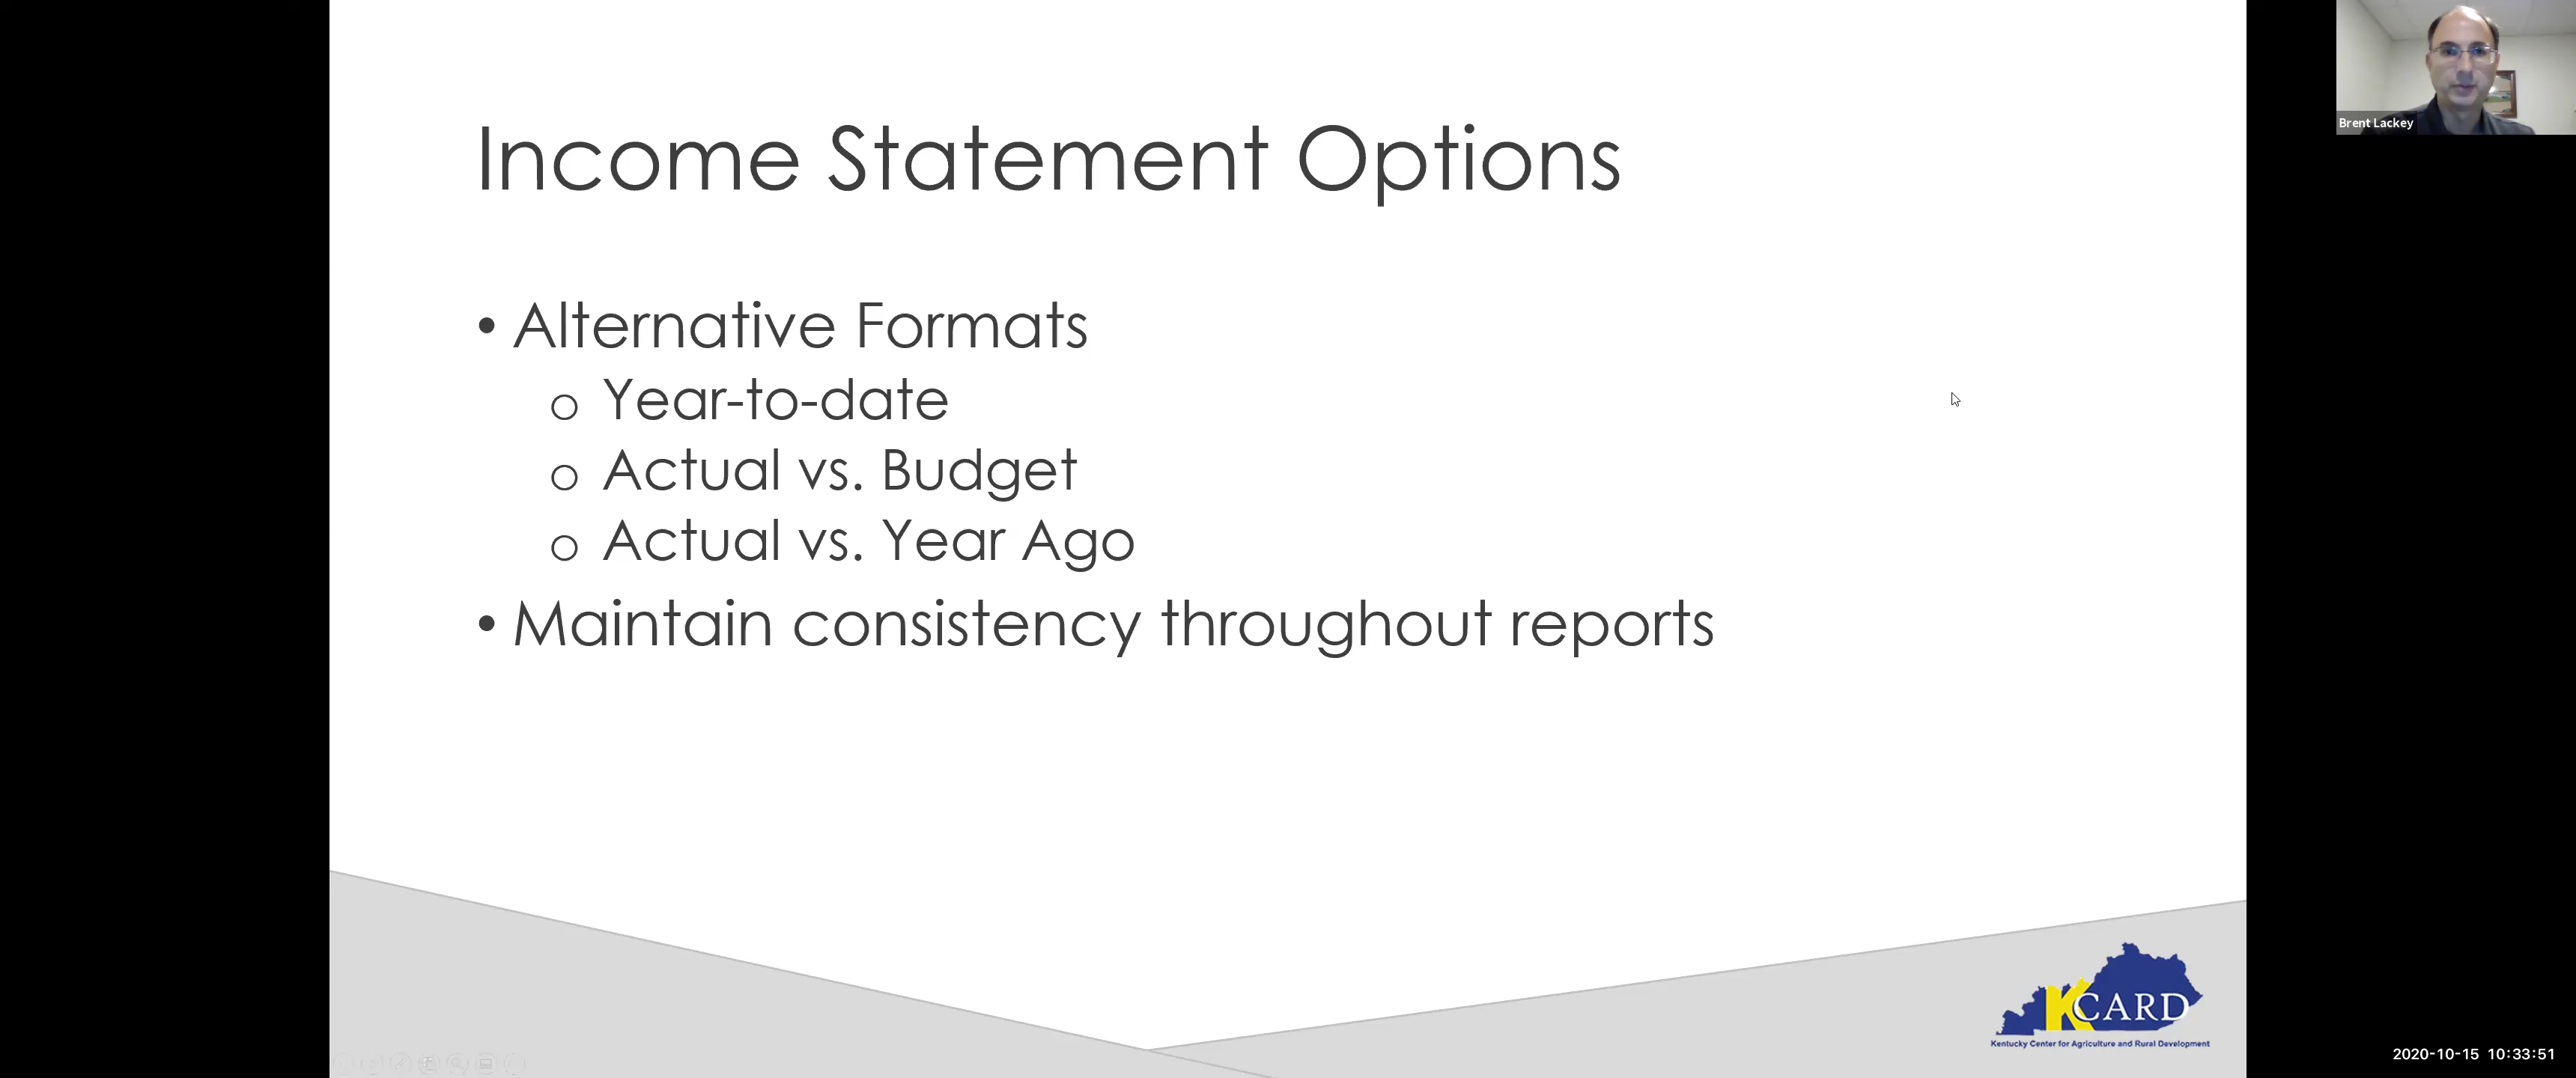 Income Statement Options
• Alternative Formats
o Year-to-date
o Actual vs. Budget
o Actual vs. Year Ago
• Maintain consistency throughout reports
Brent Lackey
KCARD
Kentucky Center for Agriculture and Rural Development
2020-10-15 10:33:51